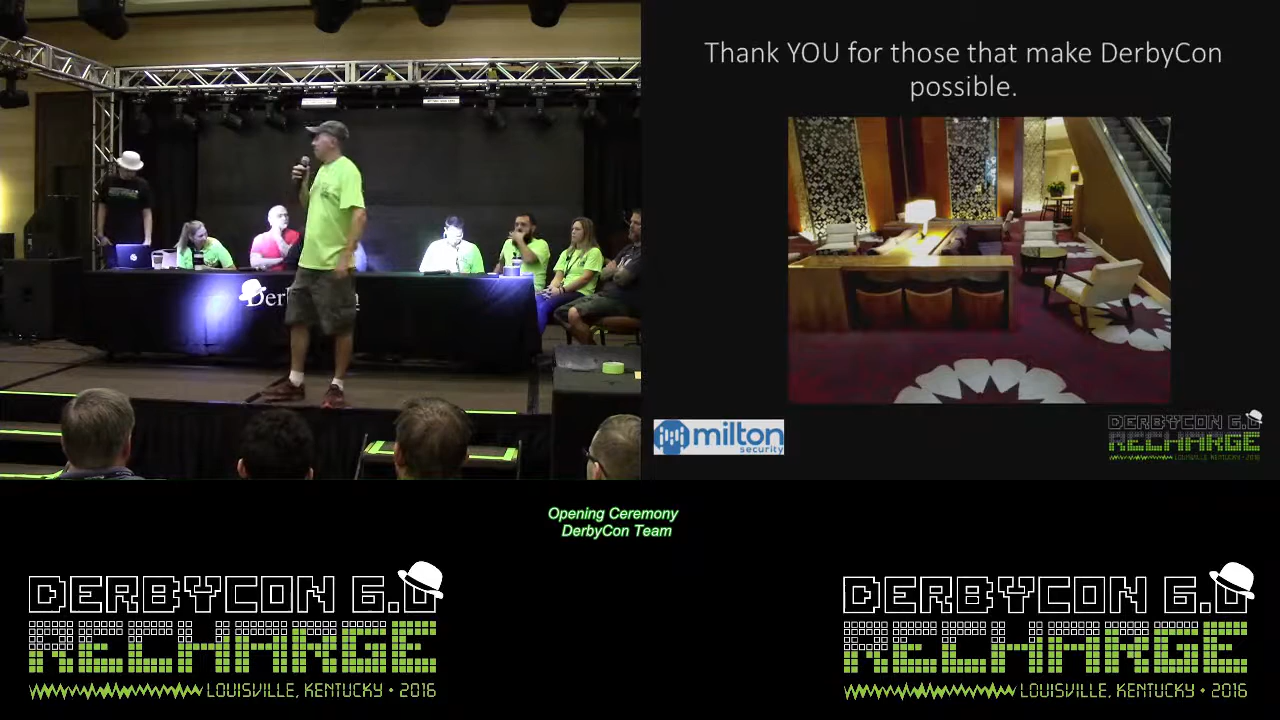 Thank YOU for those that make DerbyCon
possible.
milton
security
DERBYCON 6.0
RECHARGE
LOUISVILLE, KENTUCKY • 2016
Opening Ceremony
DerbyCon Team
DERBYCON 6.0
RECHARGE
LOUISVILLE, KENTUCKY • 2016
DERBYCON 6.0
RECHARGE
LOUISVILLE, KENTUCKY • 2016